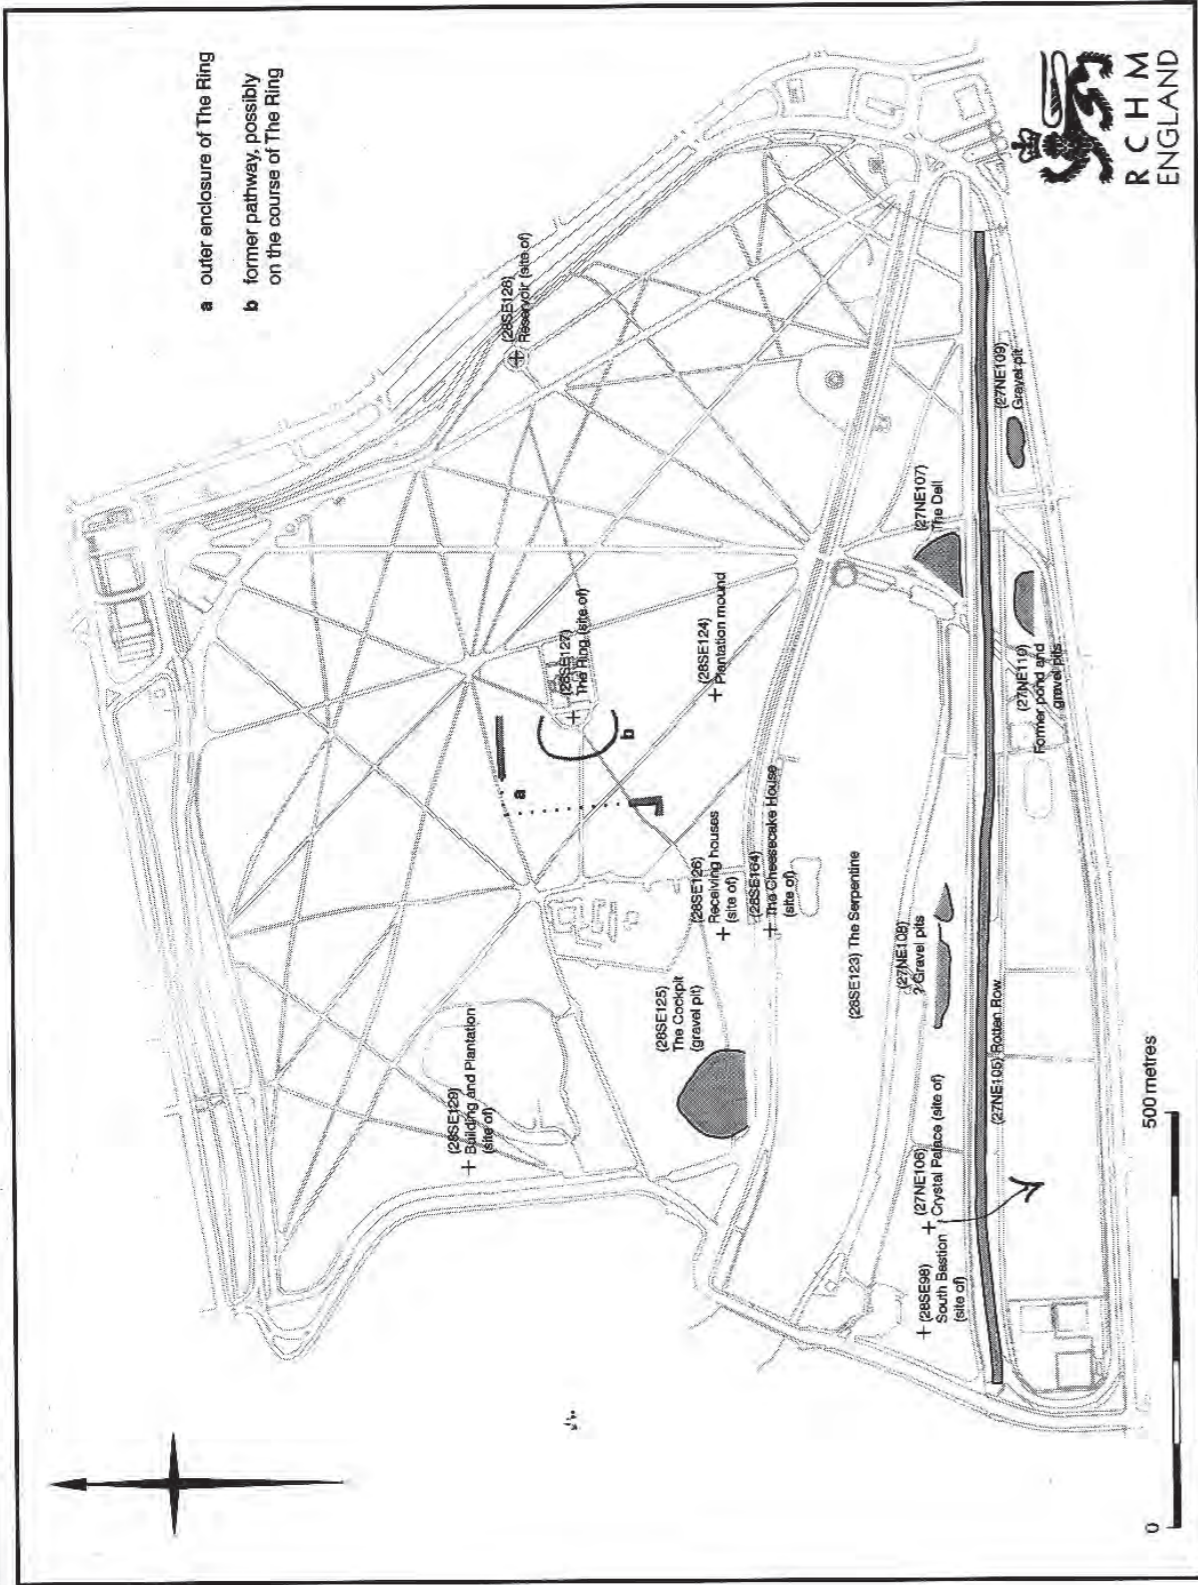 a outer enclosure of The Ring
b former pathway, possibly
on the course of The Ring
(28SE128)
Reservoir (site of)
(28SE127)
The Ring (site of)
a
b
(28SE124)
Plantation mound
(28SE129)
Building and Plantation
(site of)
(28SE125)
The Cockpit
(gravel pit)
(28SE126)
Receiving houses
(site of)
(28SE164)
The Cheesecake House
(site of)
(28SE123) The Serpentine
(27NE107)
The Dell
(27NE108)
? Gravel pits
(27NE109)
Gravel pit
(27NE110)
Former pond and
gravel pits
(28SE98)
South Bastion
(site of)
(27NE106)
Crystal Palace (site of)
(27NE105) Rotten Row
0
500 metres
RCHM
ENGLAND